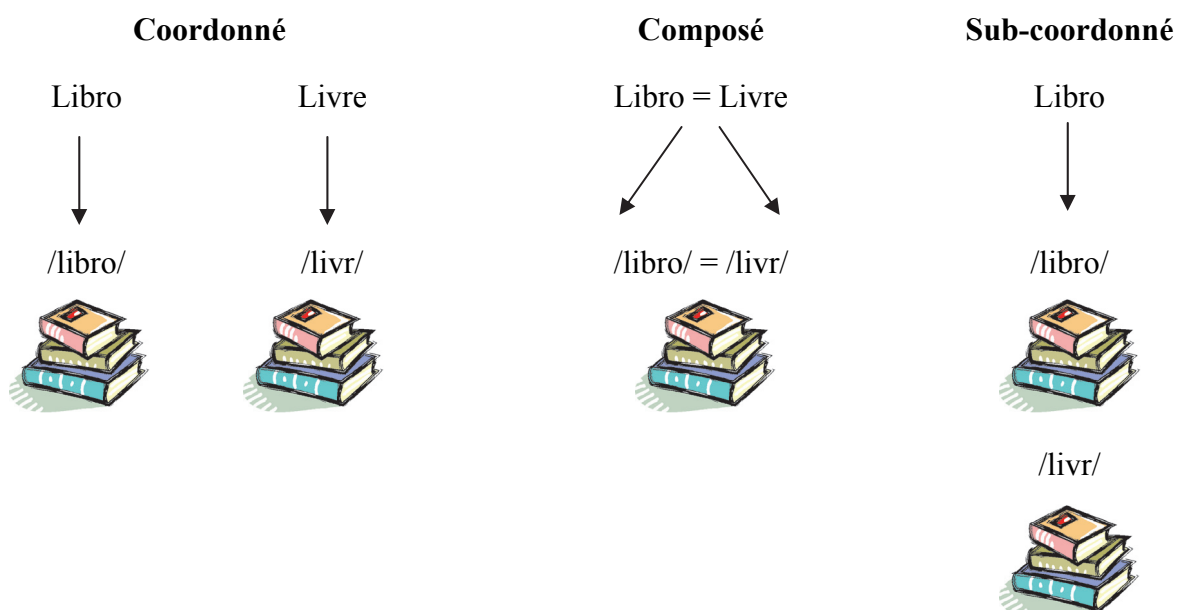 Coordonné Composé Sub-coordonné
Libro Livre Libro = Livre Libro
/libro/ /livr/ /libro/ = /livr/ /libro/
/livr/